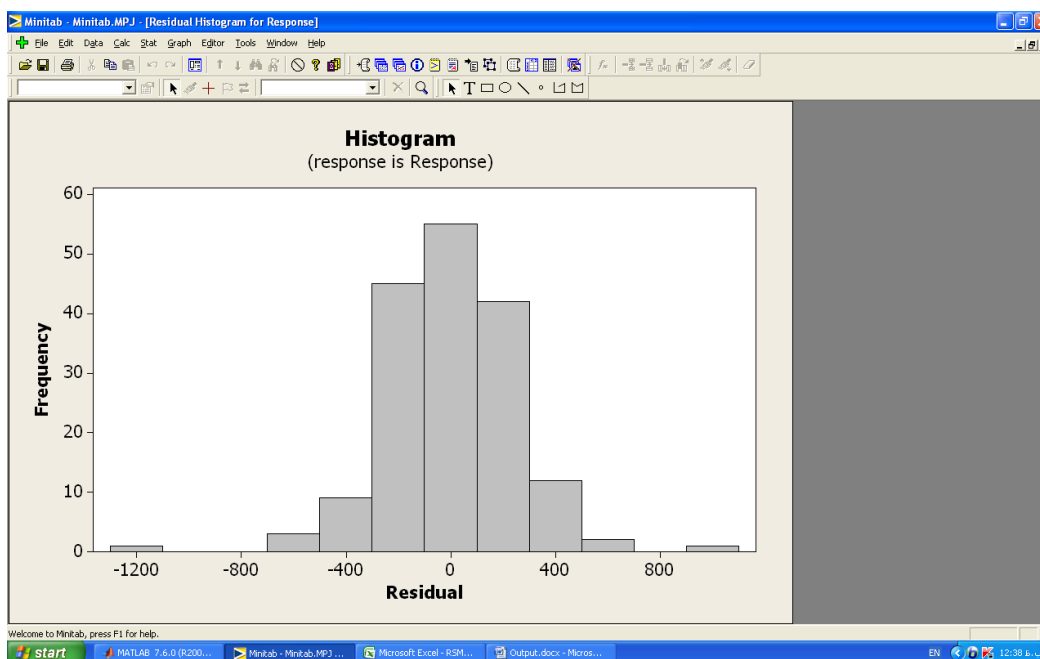 Minitab - Minitab.MPJ - [Residual Histogram for Response]
File Edit Data Calc Stat Graph Editor Tools Window Help
Histogram
(response is Response)
60
50
40
30
20
10
0
Frequency
-1200 -800 -400 0 400 800
Residual
Welcome to Minitab, press F1 for help.
start MATLAB 7.6.0 (R200... Minitab - Minitab.MPJ ... Microsoft Excel - RSM... Output.docx - Micros... EN 12:38